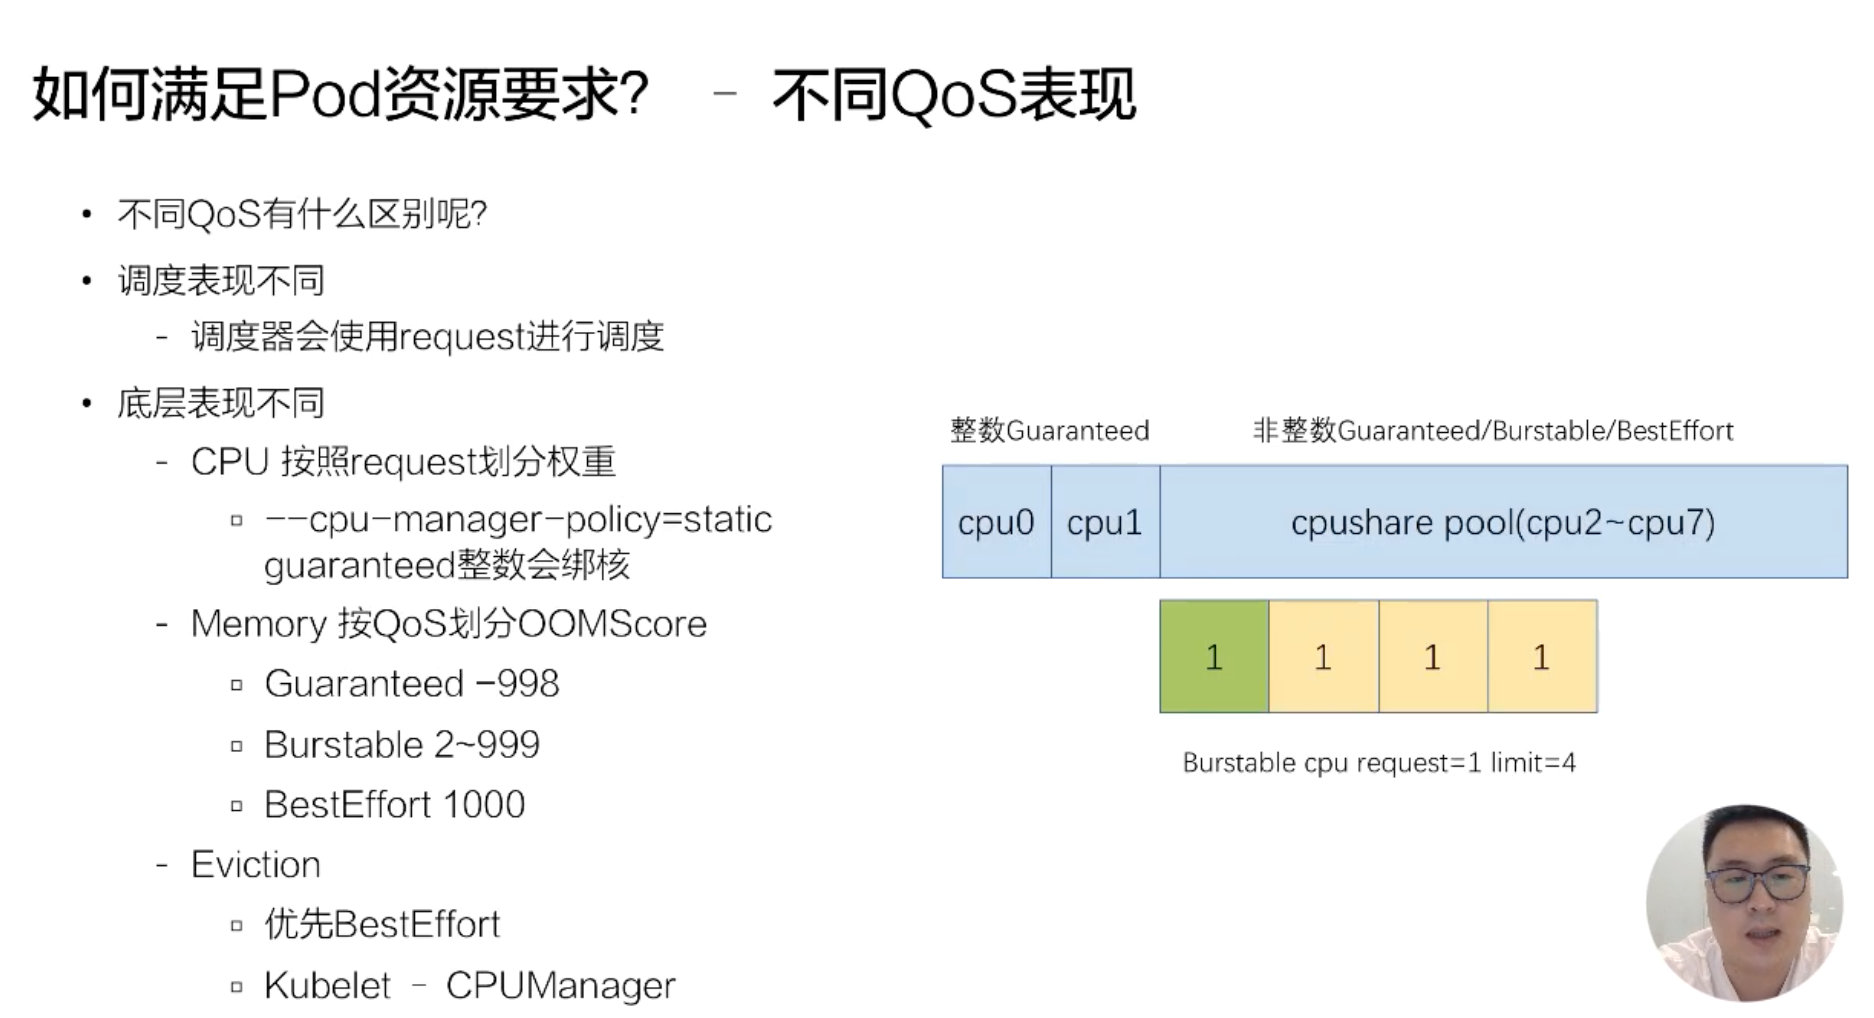 如何满足Pod资源要求? - 不同QoS表现
• 不同QoS有什么区别呢?
• 调度表现不同
- 调度器会使用request进行调度
• 底层表现不同
- CPU 按照request划分权重
▫ --cpu-manager-policy=static
guaranteed整数会绑核
- Memory 按QoS划分OOMScore
▫ Guaranteed -998
▫ Burstable 2~999
▫ BestEffort 1000
- Eviction
▫ 优先BestEffort
▫ Kubelet - CPUManager
整数Guaranteed 非整数Guaranteed/Burstable/BestEffort
cpu0 cpu1 cpushare pool(cpu2~cpu7)
1 1 1 1
Burstable cpu request=1 limit=4